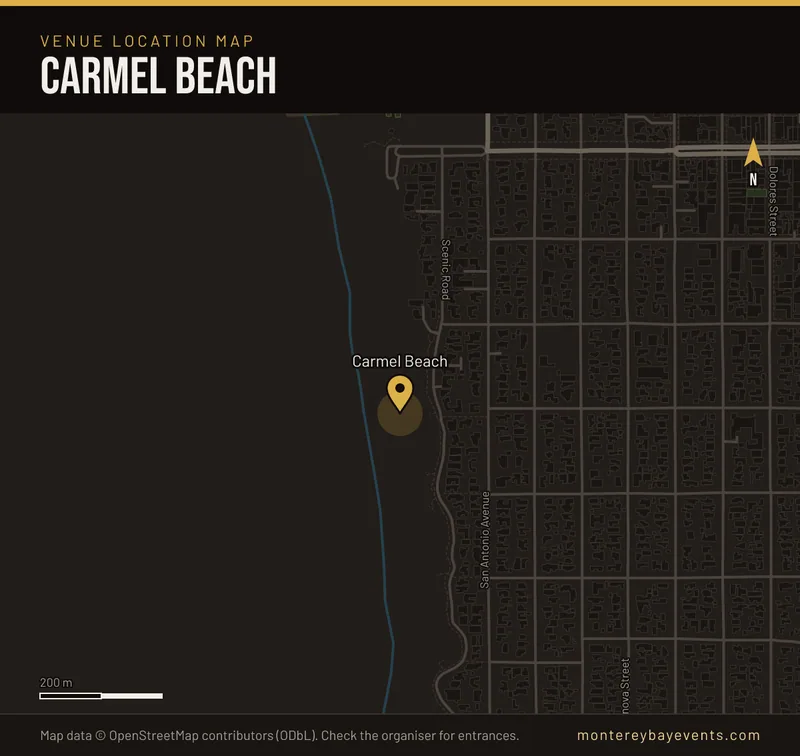 VENUE LOCATION MAP
CARMEL BEACH
N
Dolores Street
Scenic Road
Carmel Beach
San Antonio Avenue
nova Street
200 m
Map data © OpenStreetMap contributors (ODbL). Check the organiser for entrances.
montereybayevents.com